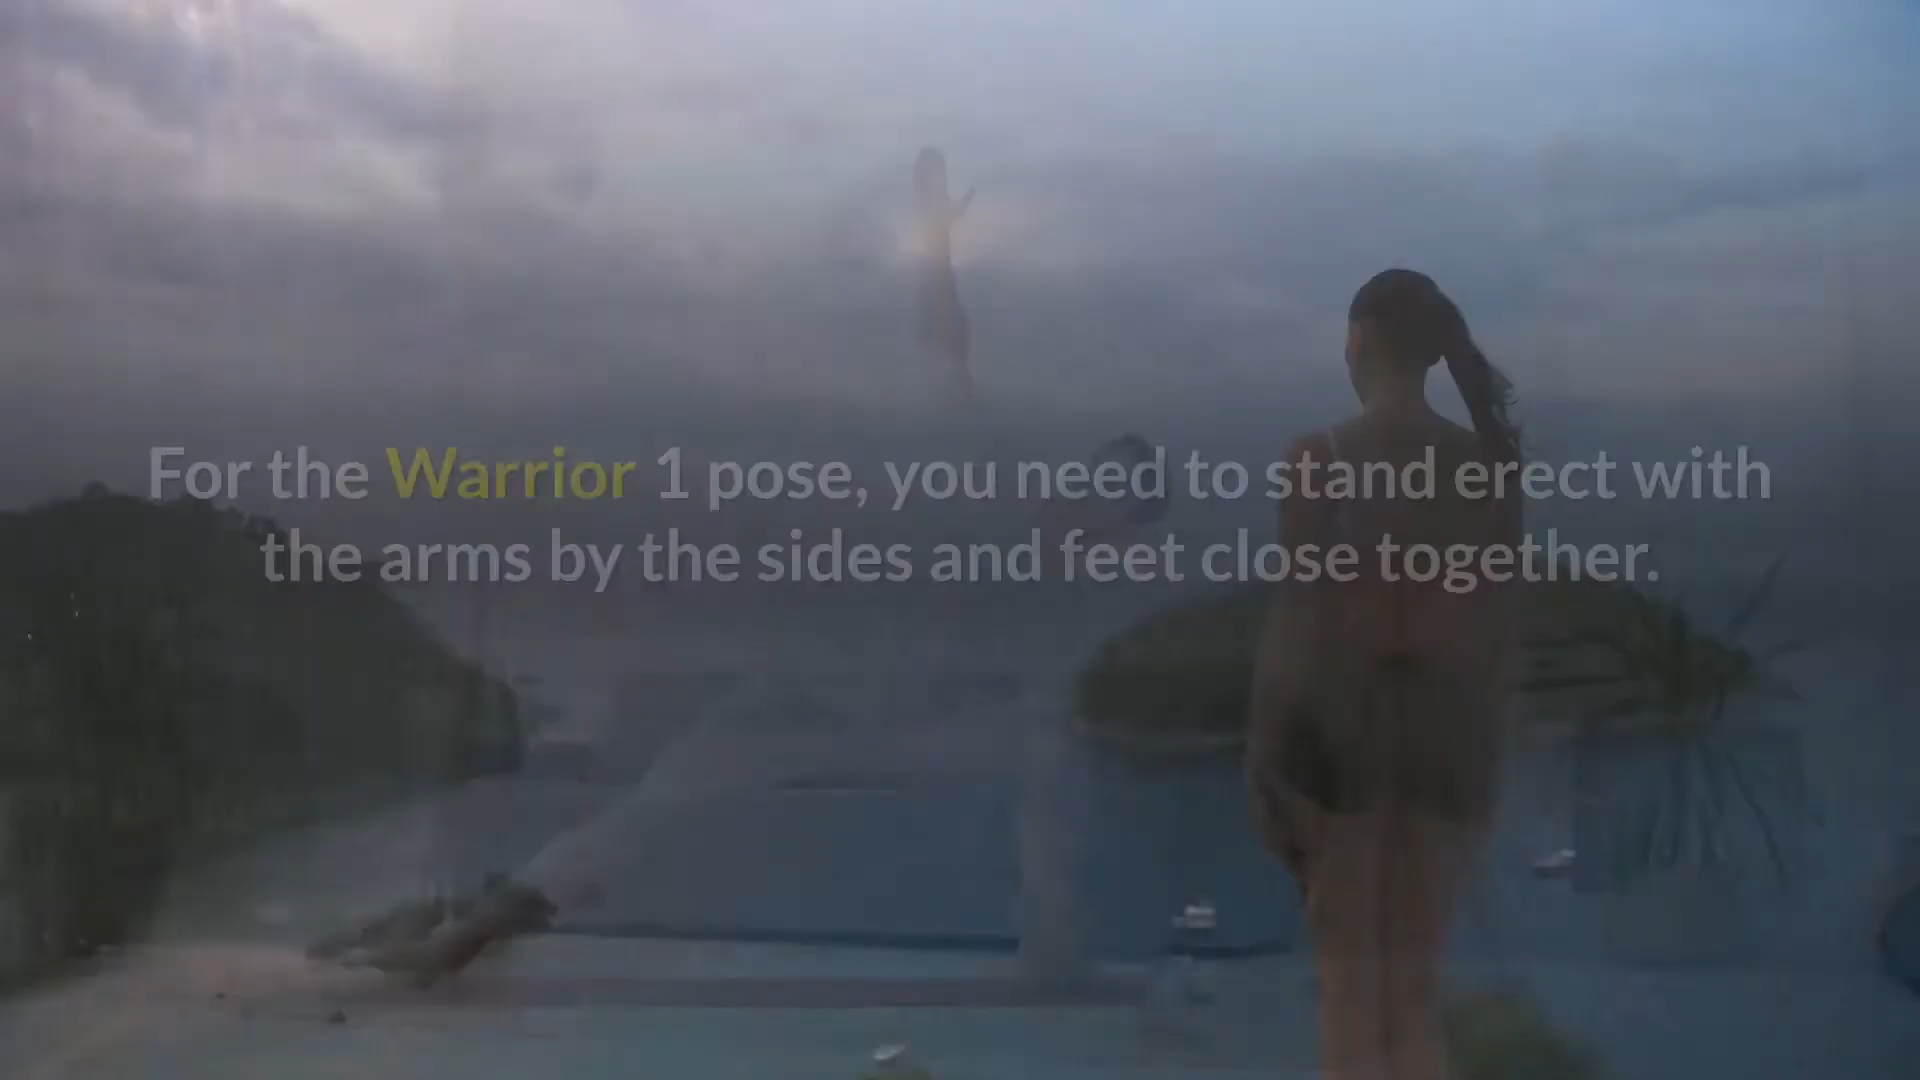 For the Warrior 1 pose, you need to stand erect with
the arms by the sides and feet close together.